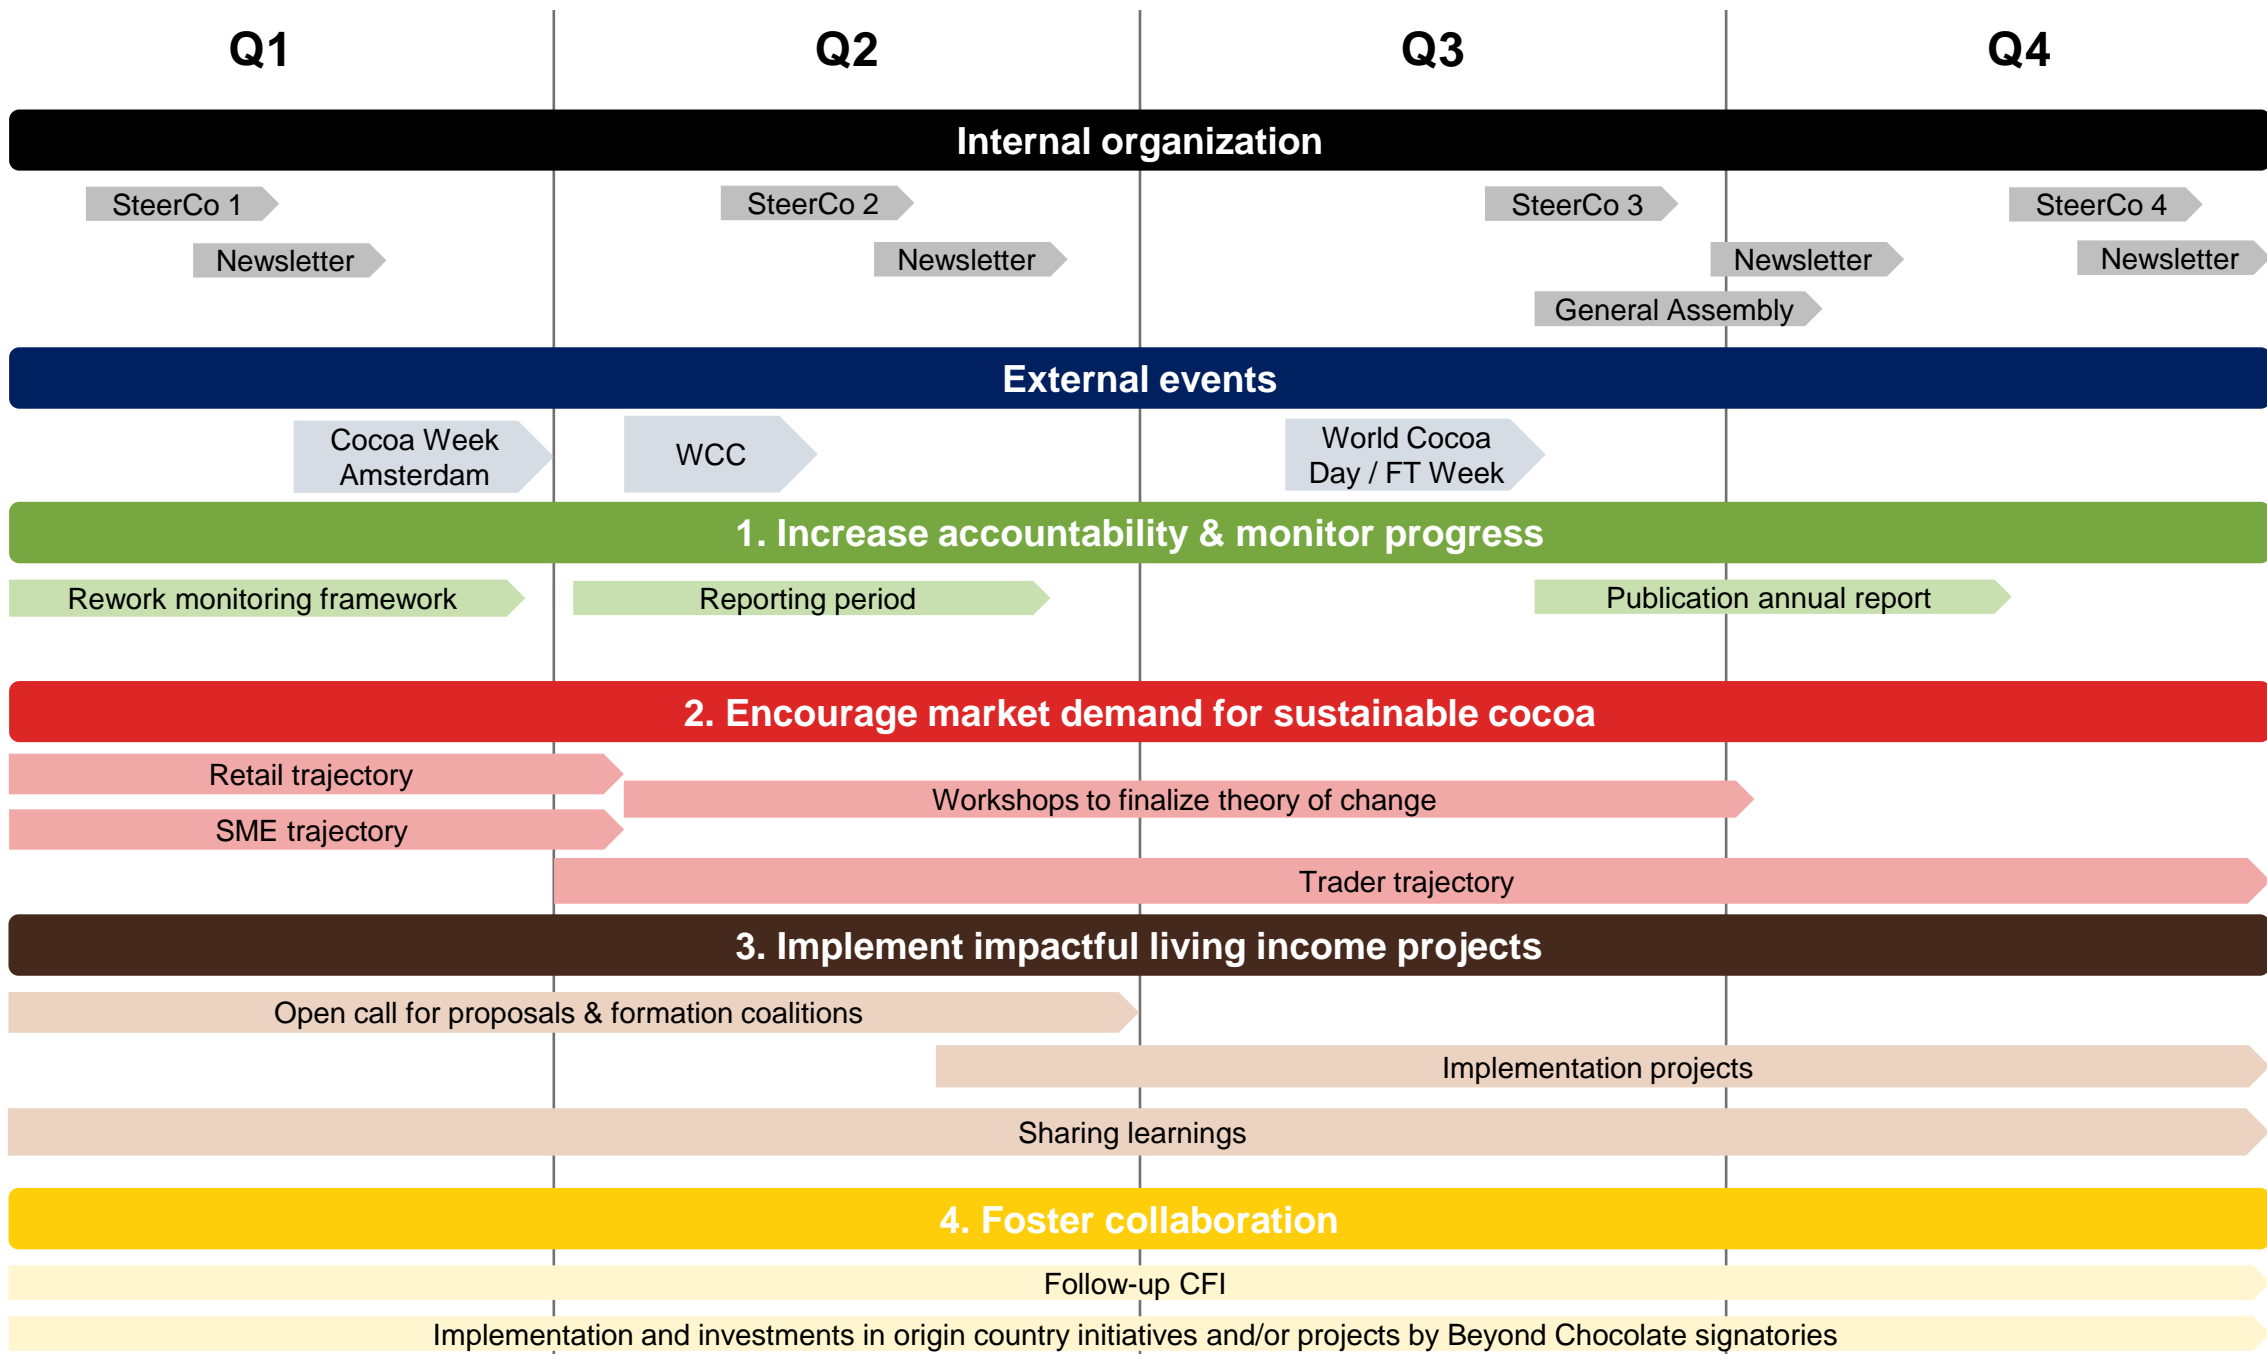 Q1
Q2
Q3
Q4
Internal organization
SteerCo 1
SteerCo 2
SteerCo 3
SteerCo 4
Newsletter
Newsletter
Newsletter
Newsletter
General Assembly
External events
Cocoa Week
Amsterdam
WCC
World Cocoa
Day / FT Week
1. Increase accountability & monitor progress
Rework monitoring framework
Reporting period
Publication annual report
2. Encourage market demand for sustainable cocoa
Retail trajectory
Workshops to finalize theory of change
SME trajectory
Trader trajectory
3. Implement impactful living income projects
Open call for proposals & formation coalitions
Implementation projects
Sharing learnings
4. Foster collaboration
Follow-up CFI
Implementation and investments in origin country initiatives and/or projects by Beyond Chocolate signatories